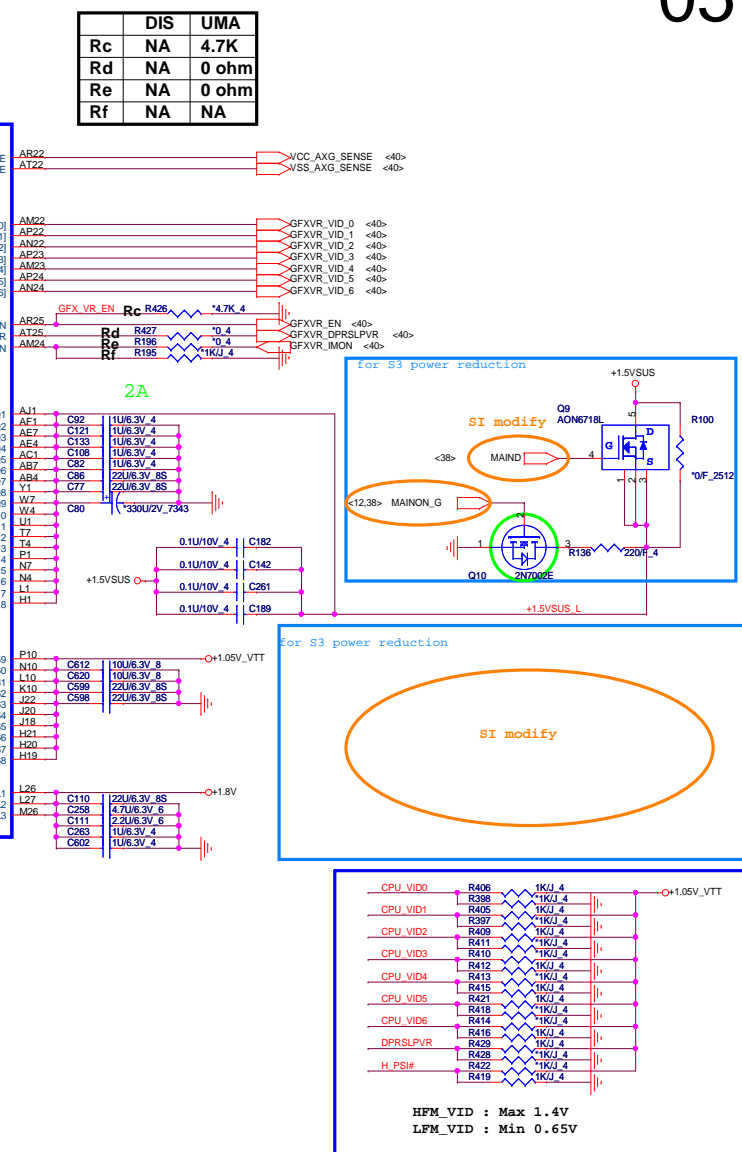 05
DIS UMA
Rc NA 4.7K
Rd NA 0 ohm
Re NA 0 ohm
Rf NA NA
AR22 VCC_AXG_SENSE <40>
AT22 VSS_AXG_SENSE <40>
AM22 GFXVR_VID_0 <40>
AP22 GFXVR_VID_1 <40>
AN22 GFXVR_VID_2 <40>
AP23 GFXVR_VID_3 <40>
AM23 GFXVR_VID_4 <40>
AP24 GFXVR_VID_5 <40>
AN24 GFXVR_VID_6 <40>
GFX_VR_EN Rc R426 *4.7K_4
AR25 GFXVR_EN <40>
AT25 Rd R427 *0_4 GFXVR_DPRSLPVR <40>
AM24 Re R196 *0_4 GFXVR_IMON <40>
Rf R195 *1K/J_4
for S3 power reduction
+1.5VSUS
Q9
AON6718L
R100
*0/F_2512
SI modify
<38> MAIND
4 5 G D S 1 2 3
<12,38> MAINON_G
2
1 3
Q10 2N7002E
R136 220/F_4
+1.5VSUS_L
2A
AJ1
AF1 C92 1U/6.3V_4
AE7 C121 1U/6.3V_4
AE4 C133 1U/6.3V_4
AC1 C108 1U/6.3V_4
AB7 C82 1U/6.3V_4
AB4 C86 22U/6.3V_8S
Y1 C77 22U/6.3V_8S
W7
W4 C80 + *330U/2V_7343
U1
T7
T4
P1
N7
N4
L1
H1
0.1U/10V_4 C182
0.1U/10V_4 C142
+1.5VSUS
0.1U/10V_4 C261
0.1U/10V_4 C189
for S3 power reduction
SI modify
P10 +1.05V_VTT
N10 C612 10U/6.3V_8
L10 C620 10U/6.3V_8
K10 C599 22U/6.3V_8S
J22 C598 22U/6.3V_8S
J20
J18
H21
H20
H19
L26 +1.8V
L27 C110 22U/6.3V_8S
M26 C258 4.7U/6.3V_6
C111 2.2U/6.3V_6
C263 1U/6.3V_4
C602 1U/6.3V_4
CPU_VID0 R406 1K/J_4 +1.05V_VTT
R398 *1K/J_4
CPU_VID1 R405 1K/J_4
R397 *1K/J_4
CPU_VID2 R409 1K/J_4
R411 *1K/J_4
CPU_VID3 R410 *1K/J_4
R412 *1K/J_4
CPU_VID4 R413 *1K/J_4
R415 *1K/J_4
CPU_VID5 R421 1K/J_4
R418 *1K/J_4
CPU_VID6 R414 *1K/J_4
R416 1K/J_4
DPRSLPVR R429 1K/J_4
R428 *1K/J_4
H_PSI# R422 *1K/J_4
R419 1K/J_4
HFM_VID : Max 1.4V
LFM_VID : Min 0.65V